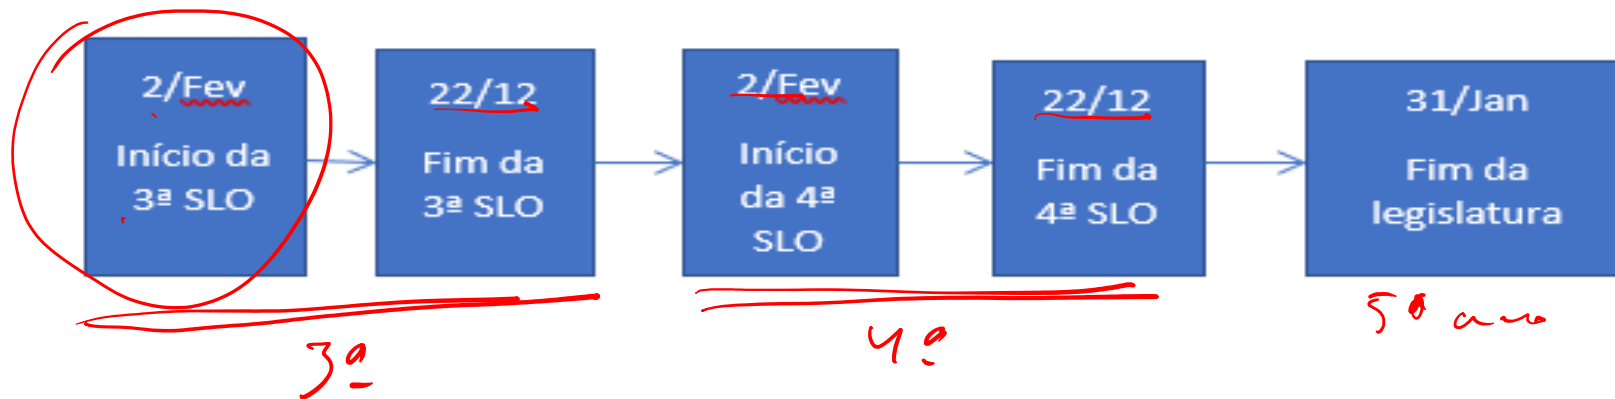 2/Fev
Início da
3ª SLO
22/12
Fim da
3ª SLO
2/Fev
Início
da 4ª
SLO
22/12
Fim da
4ª SLO
31/Jan
Fim da
legislatura
3ª
4ª
5º ano